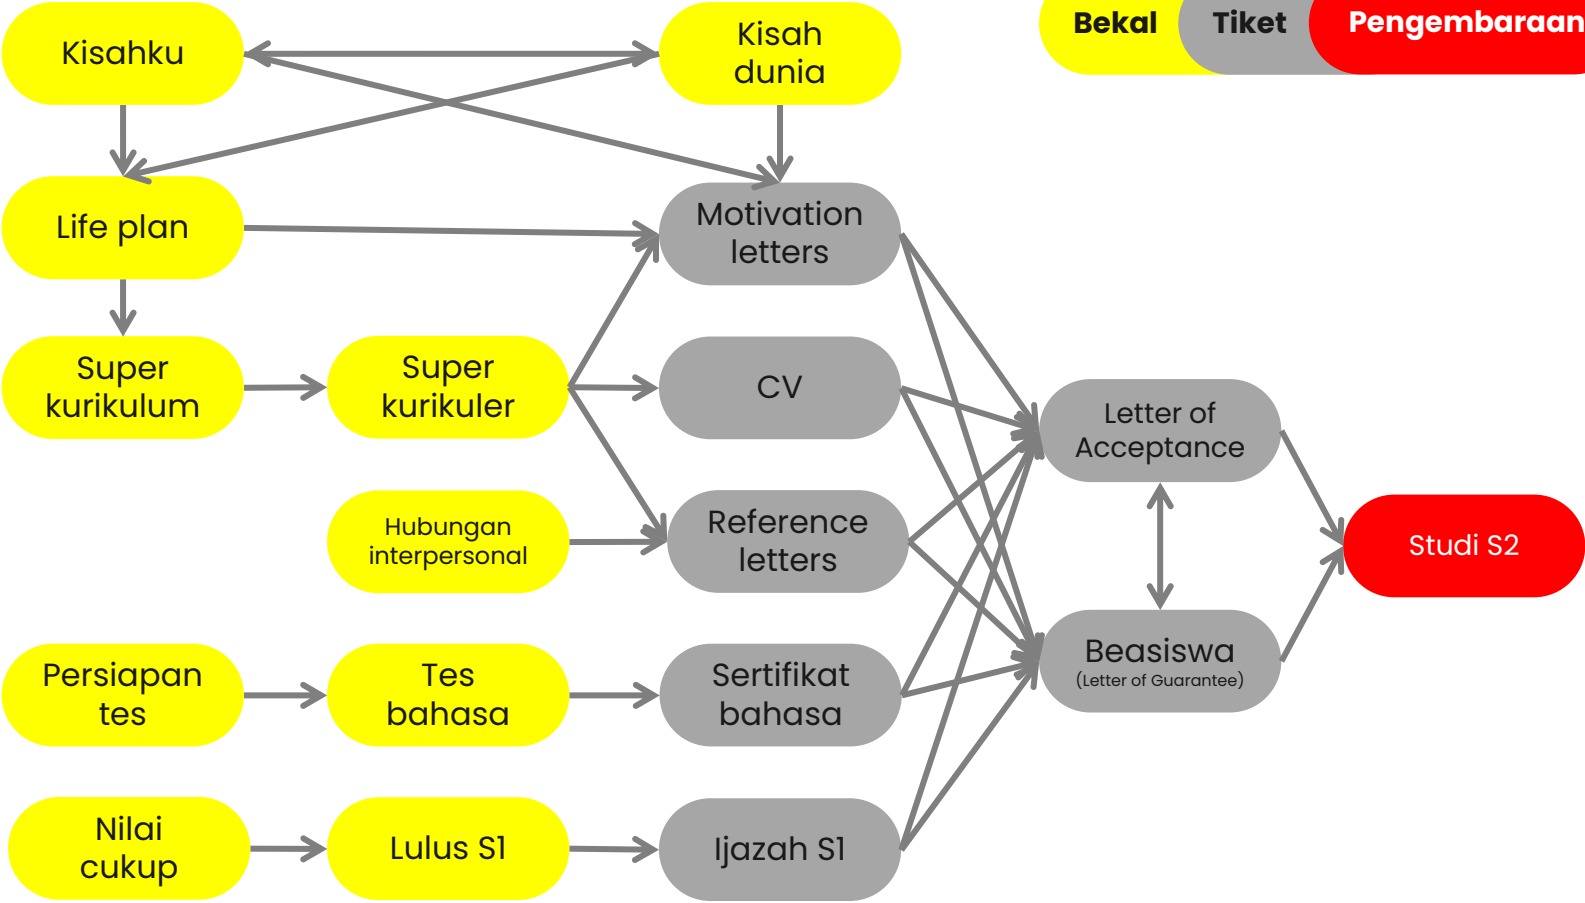 Kisahku
Kisah
dunia
Bekal
Tiket
Pengembaraan
Life plan
Motivation
letters
Super
kurikulum
Super
kurikuler
CV
Letter of
Acceptance
Hubungan
interpersonal
Reference
letters
Studi S2
Persiapan
tes
Tes
bahasa
Sertifikat
bahasa
Beasiswa
(Letter of Guarantee)
Nilai
cukup
Lulus S1
Ijazah S1